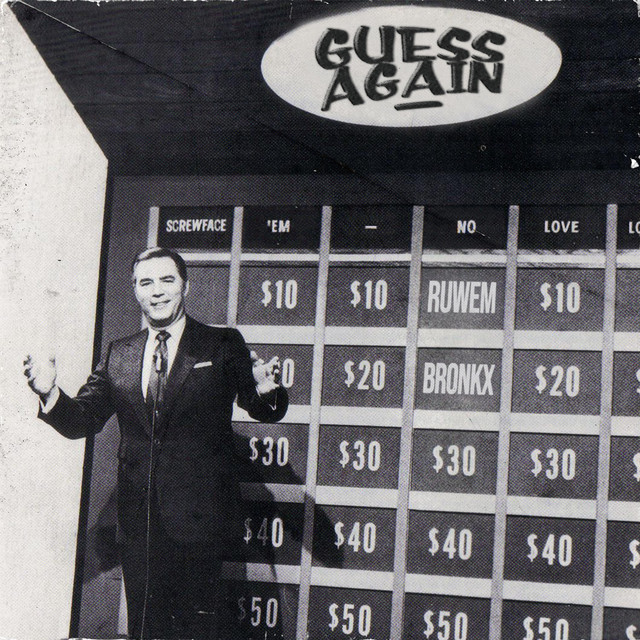 GUESS
AGAIN
SCREWFACE 'EM — NO LOVE
$10 $10 RUWEM $10
$20 BRONKX $20
$30 $30 $30 $30
$40 $40 $40 $40
$50 $50 $50 $50